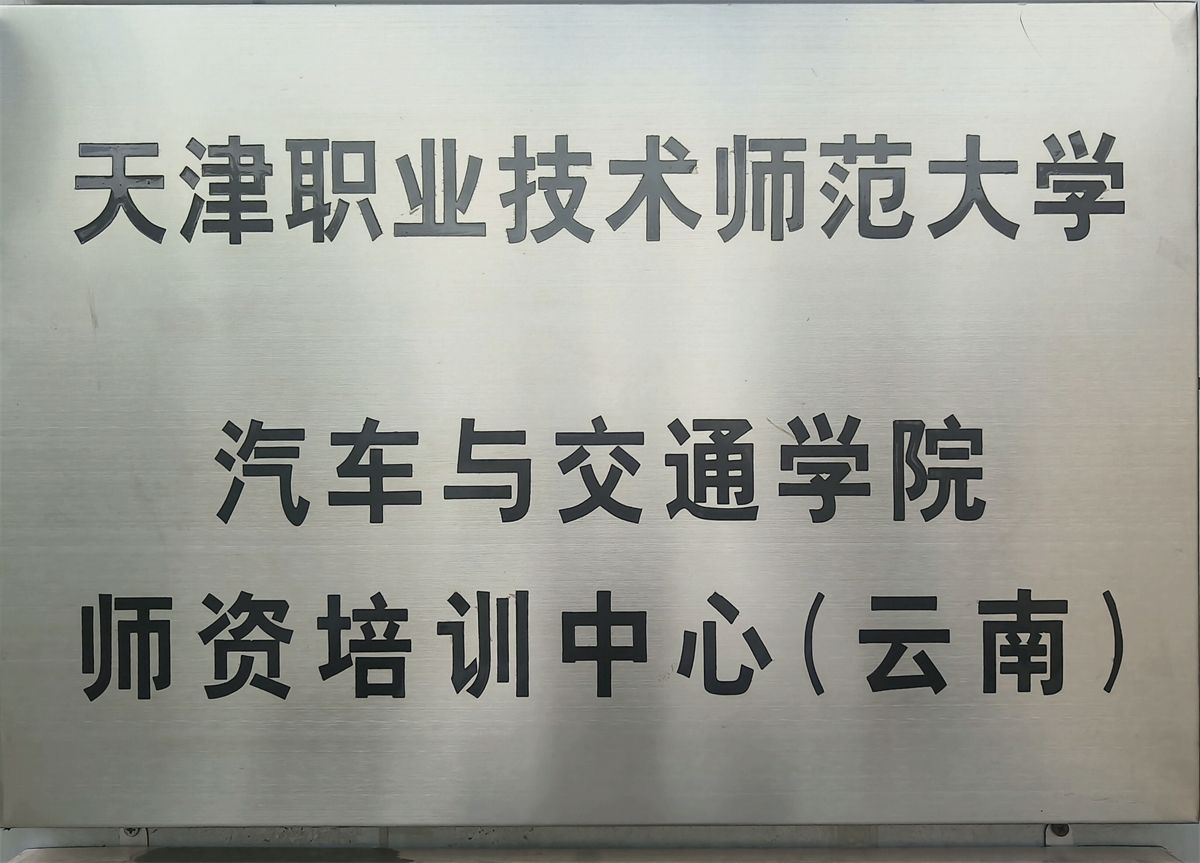 天津职业技术师范大学
汽车与交通学院
师资培训中心(云南)